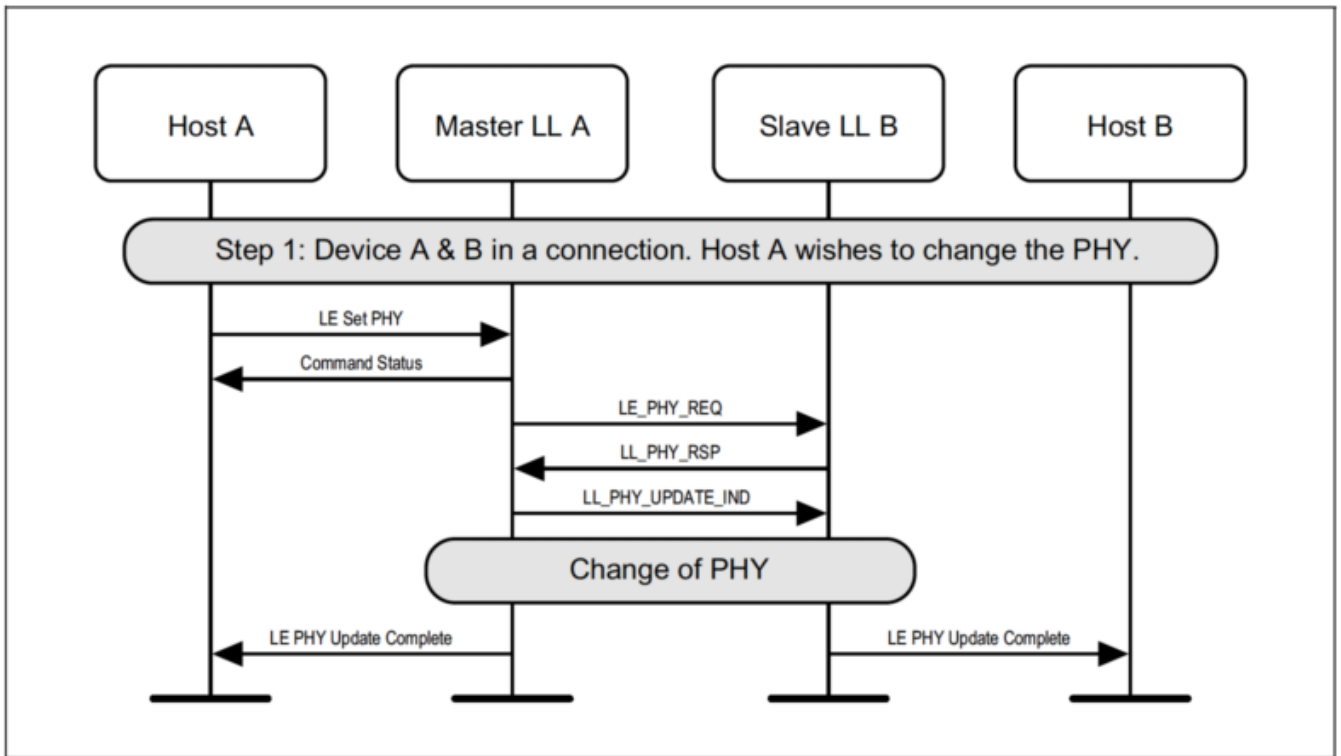 Host A
Master LL A
Slave LL B
Host B
Step 1: Device A & B in a connection. Host A wishes to change the PHY.
LE Set PHY
Command Status
LE_PHY_REQ
LL_PHY_RSP
LL_PHY_UPDATE_IND
Change of PHY
LE PHY Update Complete
LE PHY Update Complete